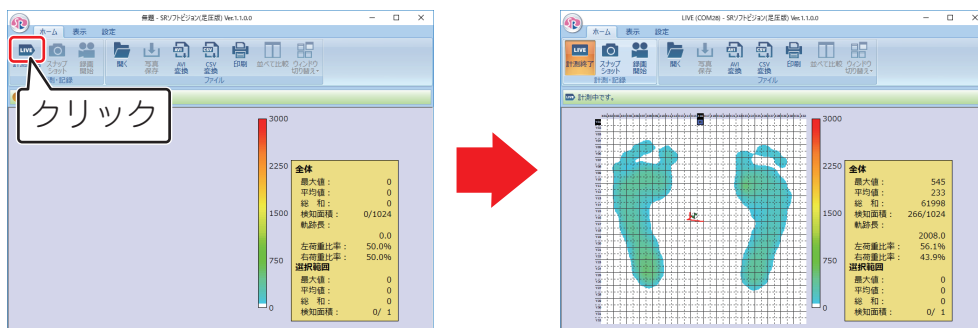 無題 - SRソフトビジョン(足圧版) Ver.1.1.0.0
ホーム 表示 設定
LIVE
スナップ
ショット
録画
開始
開く
写真
保存
AVI
変換
CSV
変換
印刷
並べて比較
ウィンドウ
切り替え
計測・記録
ファイル
クリック
3000
2250
1500
750
0
全体
最大値: 0
平均値: 0
総 和: 0
検知面積: 0/1024
軌跡長:
0.0
左荷重比率: 50.0%
右荷重比率: 50.0%
選択範囲
最大値: 0
平均値: 0
総 和: 0
検知面積: 0/ 1
LIVE (COM28) - SRソフトビジョン(足圧版) Ver.1.1.0.0
ホーム 表示 設定
LIVE
計測終了
スナップ
ショット
録画
開始
開く
写真
保存
AVI
変換
CSV
変換
印刷
並べて比較
ウィンドウ
切り替え
計測・記録
ファイル
LIVE 計測中です。
3000
2250
1500
750
0
全体
最大値: 545
平均値: 233
総 和: 61998
検知面積: 266/1024
軌跡長:
2008.0
左荷重比率: 56.1%
右荷重比率: 43.9%
選択範囲
最大値: 0
平均値: 0
総 和: 0
検知面積: 0/ 1